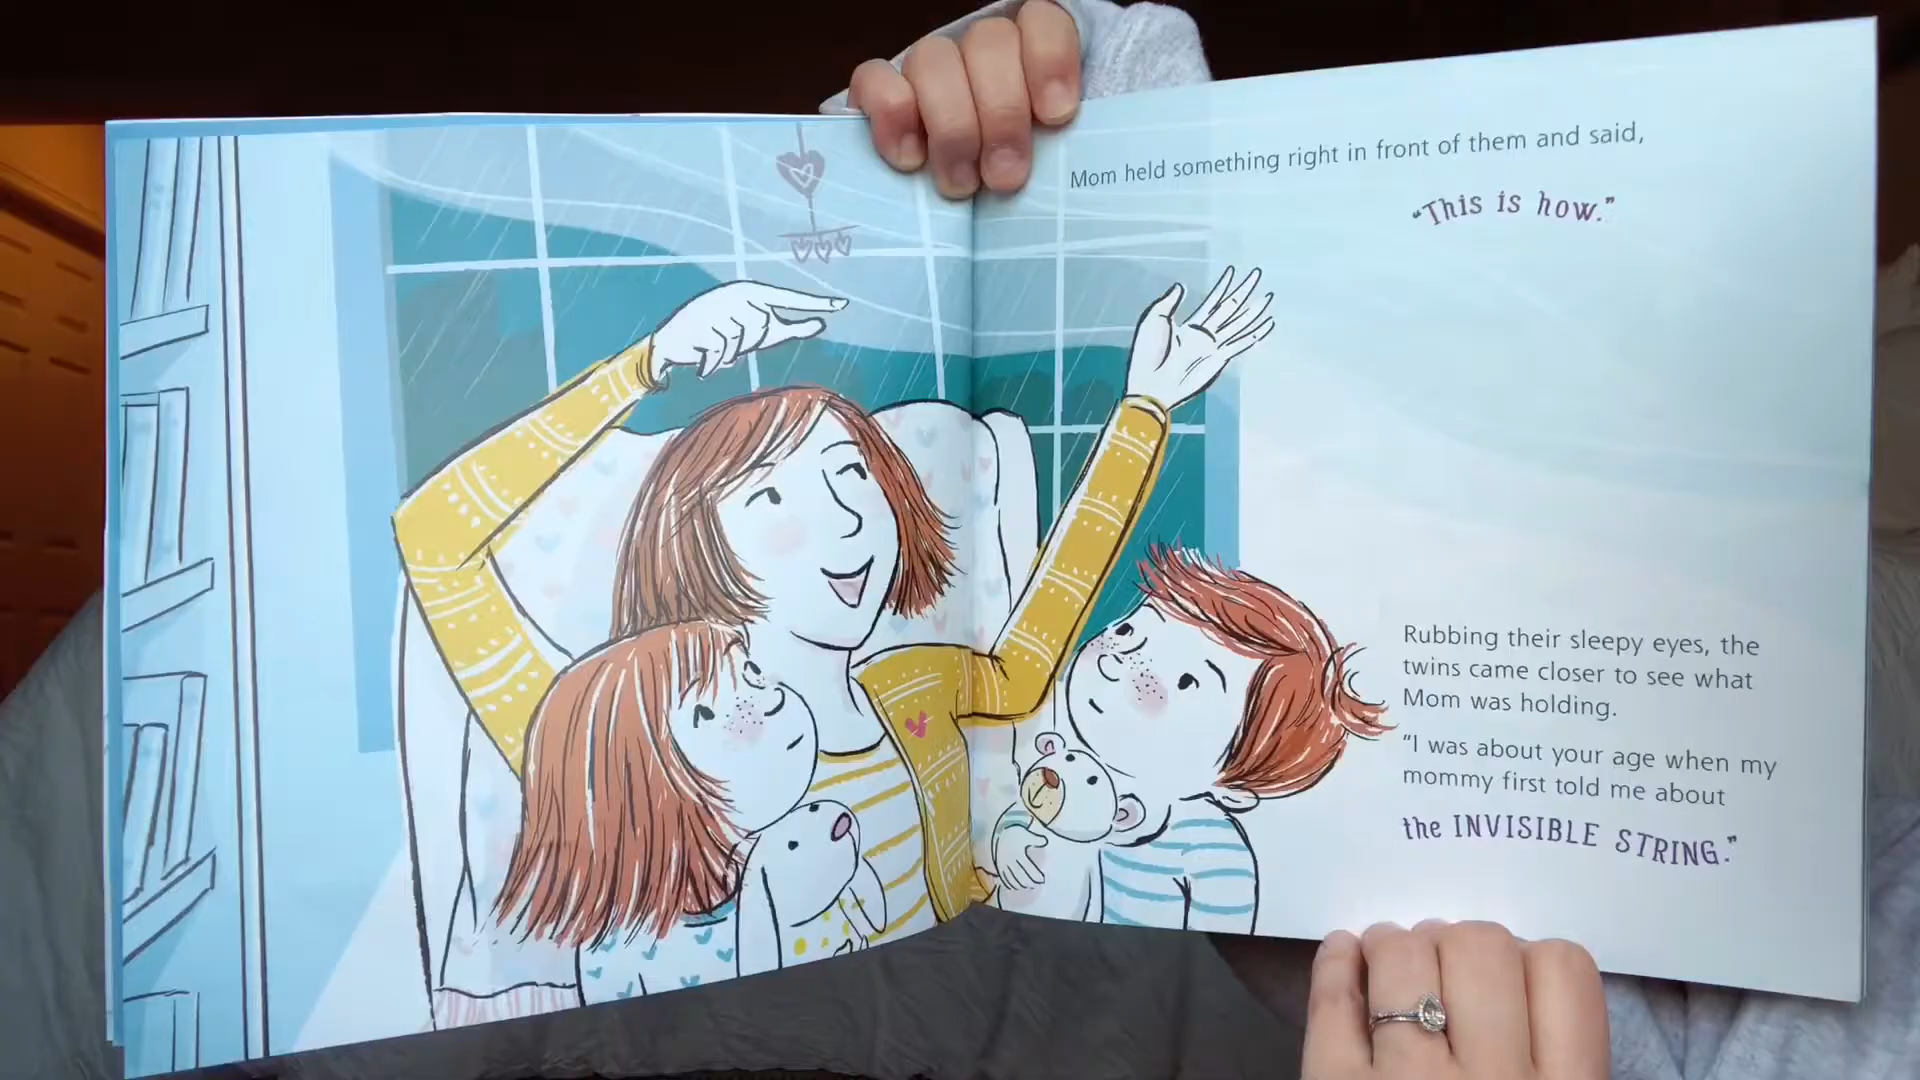 Mom held something right in front of them and said,
“This is how.”
Rubbing their sleepy eyes, the
twins came closer to see what
Mom was holding.
“I was about your age when my
mommy first told me about
the INVISIBLE STRING.”